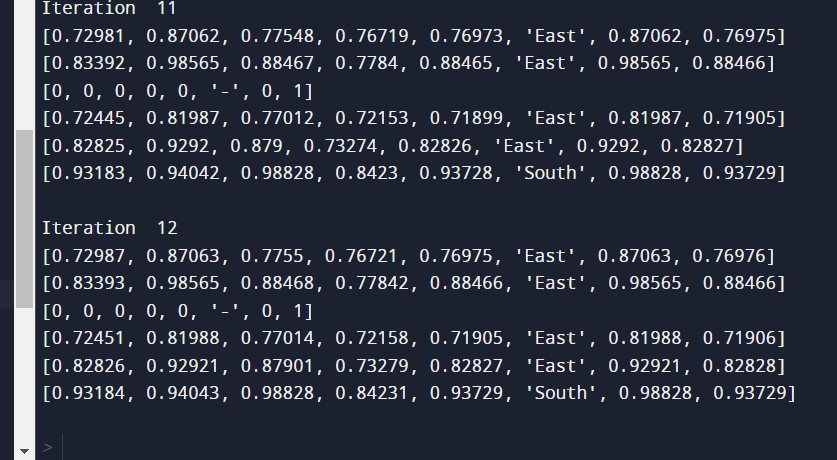 Iteration  11
[0.72981, 0.87062, 0.77548, 0.76719, 0.76973, 'East', 0.87062, 0.76975]
[0.83392, 0.98565, 0.88467, 0.7784, 0.88465, 'East', 0.98565, 0.88466]
[0, 0, 0, 0, 0, '-', 0, 1]
[0.72445, 0.81987, 0.77012, 0.72153, 0.71899, 'East', 0.81987, 0.71905]
[0.82825, 0.9292, 0.879, 0.73274, 0.82826, 'East', 0.9292, 0.82827]
[0.93183, 0.94042, 0.98828, 0.8423, 0.93728, 'South', 0.98828, 0.93729]
Iteration  12
[0.72987, 0.87063, 0.7755, 0.76721, 0.76975, 'East', 0.87063, 0.76976]
[0.83393, 0.98565, 0.88468, 0.77842, 0.88466, 'East', 0.98565, 0.88466]
[0, 0, 0, 0, 0, '-', 0, 1]
[0.72451, 0.81988, 0.77014, 0.72158, 0.71905, 'East', 0.81988, 0.71906]
[0.82826, 0.92921, 0.87901, 0.73279, 0.82827, 'East', 0.92921, 0.82828]
[0.93184, 0.94043, 0.98828, 0.84231, 0.93729, 'South', 0.98828, 0.93729]
>